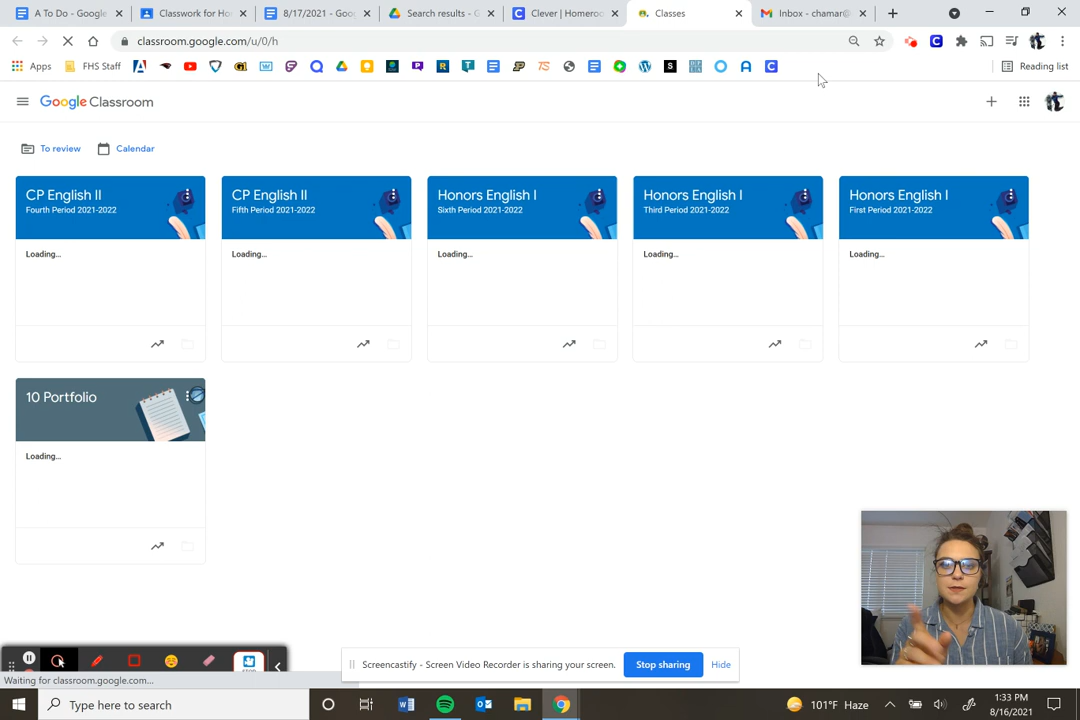 A To Do - Google
Classwork for Ho
8/17/2021 - Goo
Search results - G
Clever | Homeroo
Classes
Inbox - chamar@
classroom.google.com/u/0/h
Apps
FHS Staff
Reading list
Google Classroom
To review
Calendar
CP English II
Fourth Period 2021-2022
Loading...
CP English II
Fifth Period 2021-2022
Loading...
Honors English I
Sixth Period 2021-2022
Loading...
Honors English I
Third Period 2021-2022
Loading...
Honors English I
First Period 2021-2022
Loading...
10 Portfolio
Loading...
Screencastify - Screen Video Recorder is sharing your screen.
Stop sharing
Hide
Waiting for classroom.google.com...
Type here to search
101°F Haze
1:33 PM
8/16/2021